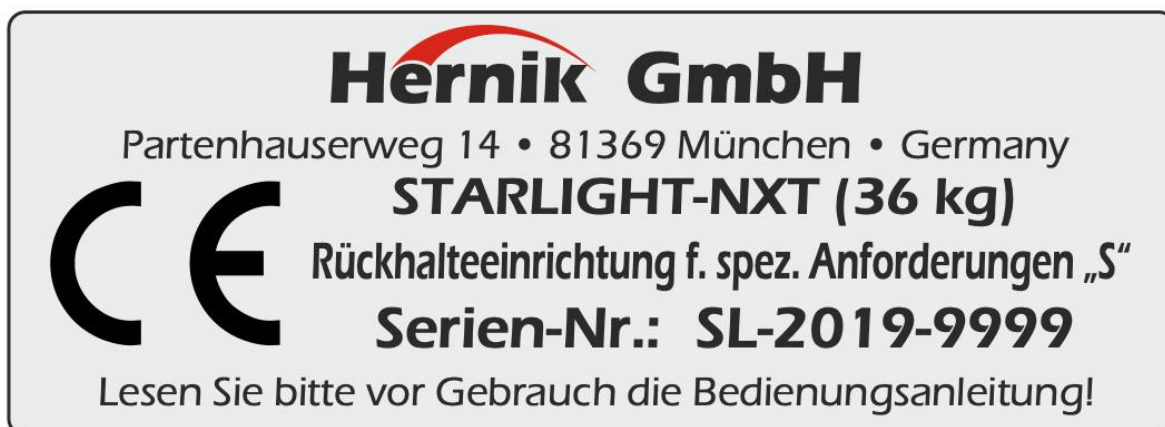 Hernik GmbH
Partenhauserweg 14 • 81369 München • Germany
CE
STARLIGHT-NXT (36 kg)
Rückhalteeinrichtung f. spez. Anforderungen „S“
Serien-Nr.: SL-2019-9999
Lesen Sie bitte vor Gebrauch die Bedienungsanleitung!